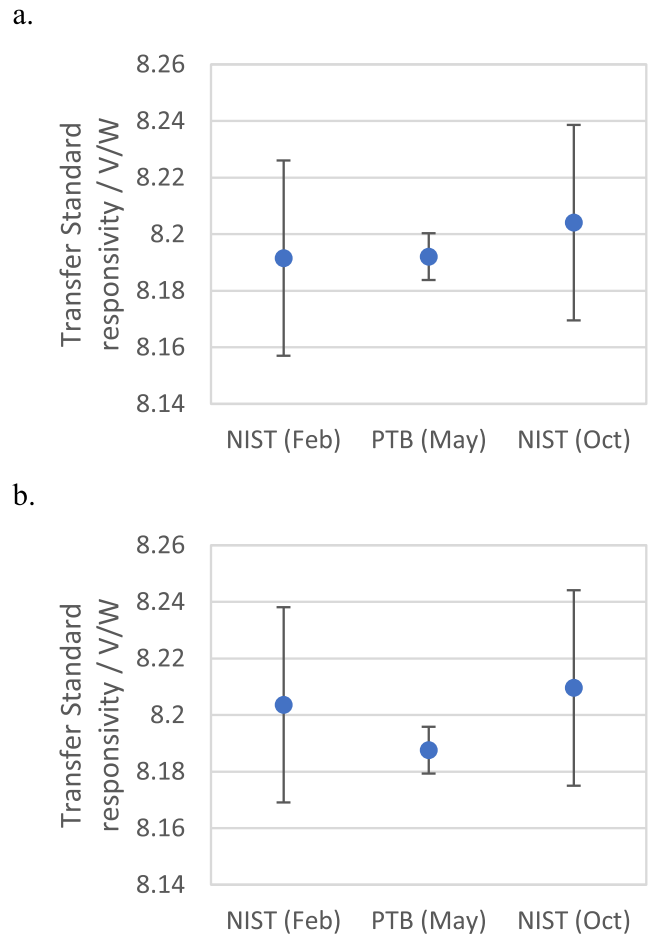 a.
8.26
8.24
8.22
8.2
8.18
8.16
8.14
Transfer Standard
responsivity / V/W
NIST (Feb) PTB (May) NIST (Oct)
b.
8.26
8.24
8.22
8.2
8.18
8.16
8.14
Transfer Standard
responsivity / V/W
NIST (Feb) PTB (May) NIST (Oct)